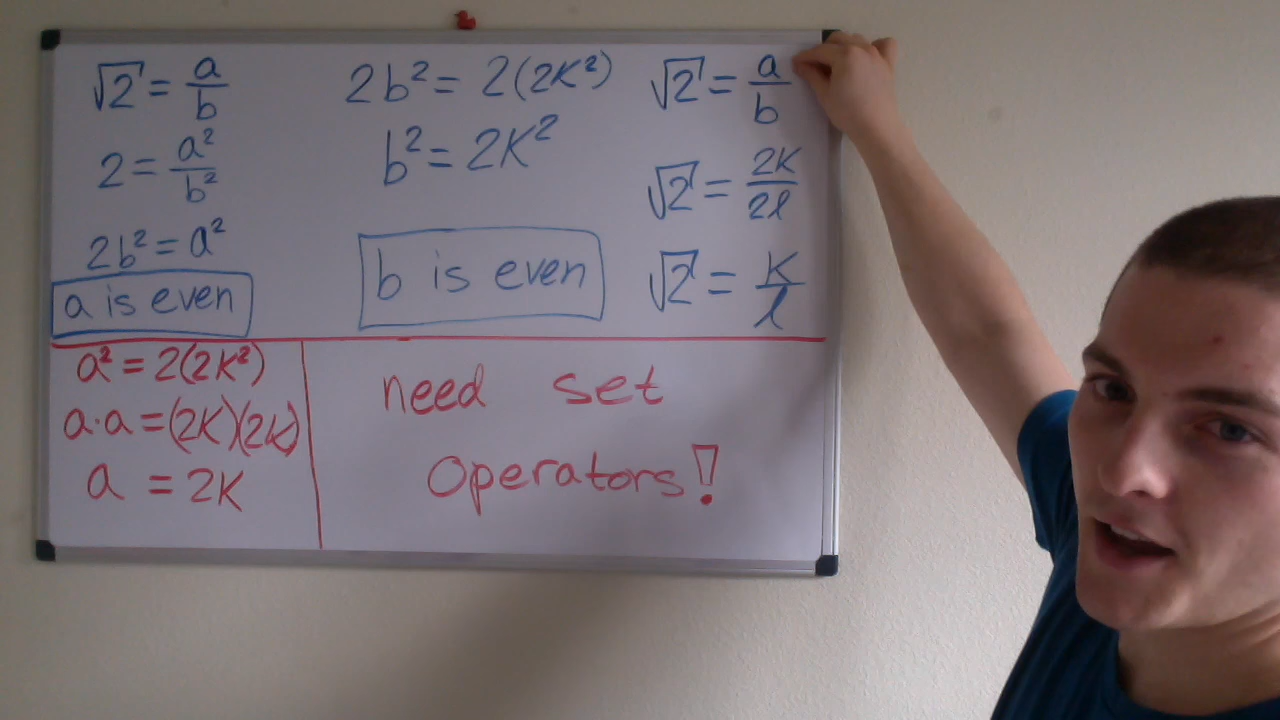 √2 = a/b
2 = a²/b²
2b² = a²
a is even
2b² = 2(2K²)
b² = 2K²
b is even
√2 = a/b
√2 = 2K/2ℓ
√2 = K/ℓ
a² = 2(2K²)
a·a = (2K)(2K)
a = 2K
need set
Operators!